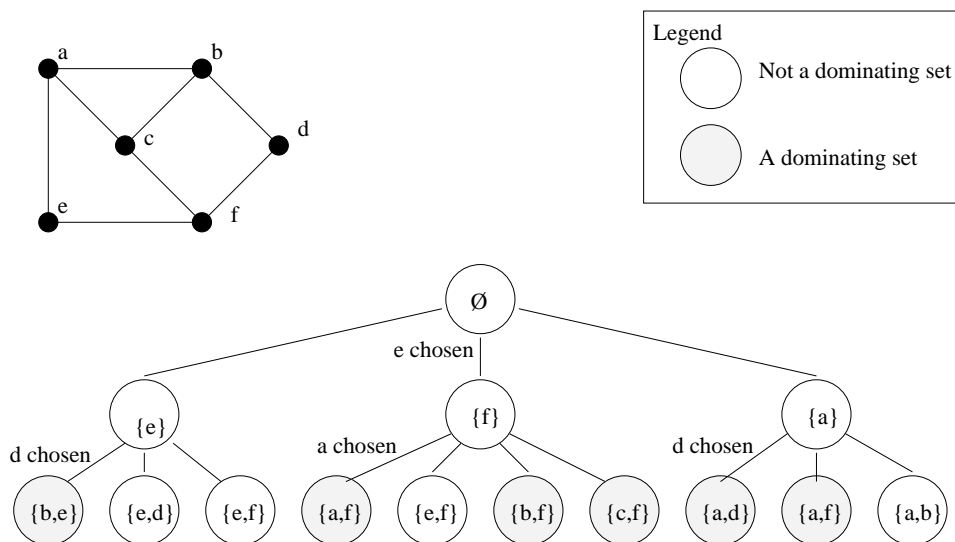 a
b
c
d
e
f
Legend
Not a dominating set
A dominating set
Ø
e chosen
{e}
{f}
{a}
d chosen
a chosen
d chosen
{b,e}
{e,d}
{e,f}
{a,f}
{e,f}
{b,f}
{c,f}
{a,d}
{a,f}
{a,b}